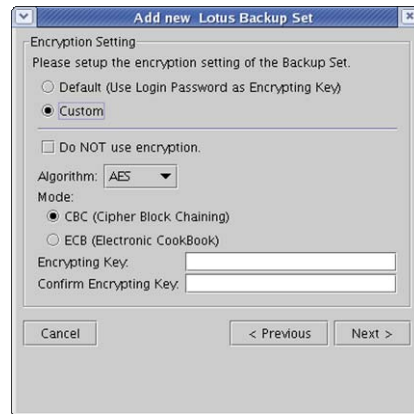 Add new Lotus Backup Set
Encryption Setting
Please setup the encryption setting of the Backup Set.
Default (Use Login Password as Encrypting Key)
Custom
Do NOT use encryption.
Algorithm: AES
Mode:
CBC (Cipher Block Chaining)
ECB (Electronic CookBook)
Encrypting Key:
Confirm Encrypting Key:
Cancel < Previous Next >